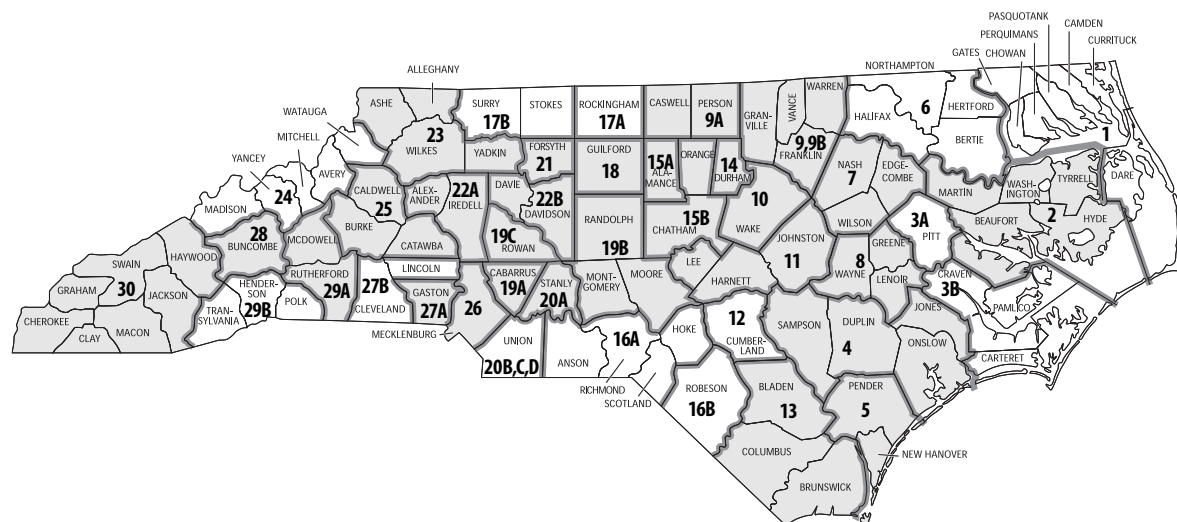 PASQUOTANK
CAMDEN
PERQUIMANS
CURRITUCK
GATES
CHOWAN
NORTHAMPTON
ALLEGHANY
WARREN
ASHE
SURRY
17B
STOKES
ROCKINGHAM
17A
CASWELL
PERSON
9A
GRAN-
VILLE
VANCE
HALIFAX
6
HERTFORD
WATAUGA
MITCHELL
23
WILKES
1
BERTIE
YADKIN
FORSYTH
21
GUILFORD
18
15A
ALA-
MANCE
ORANGE
14
DURHAM
9,9B
FRANKLIN
NASH
7
EDGE-
COMBE
YANCEY
24
AVERY
MADISON
CALDWELL
25
ALEX-
ANDER
22A
IREDELL
DAVIE
22B
DAVIDSON
10
WAKE
MARTIN
WASH-
INGTON
TYRRELL
DARE
RANDOLPH
19B
15B
CHATHAM
WILSON
3A
PITT
BEAUFORT
2
HYDE
28
BUNCOMBE
MCDOWELL
BURKE
CATAWBA
19C
ROWAN
JOHNSTON
11
GREENE
8
WAYNE
HAYWOOD
SWAIN
30
GRAHAM
JACKSON
RUTHERFORD
29A
LINCOLN
27B
CLEVELAND
GASTON
27A
26
CABARRUS
19A
STANLY
20A
MONT-
GOMERY
MOORE
LEE
HARNETT
LENOIR
CRAVEN
3B
HENDER-
SON
29B
POLK
TRAN-
SYLVANIA
JONES
PAMLICO
CHEROKEE
MACON
CLAY
MECKLENBURG
UNION
20B,C,D
ANSON
16A
RICHMOND
SCOTLAND
HOKE
12
CUMBER-
LAND
SAMPSON
DUPLIN
4
ONSLOW
CARTERET
ROBESON
16B
BLADEN
13
PENDER
5
COLUMBUS
NEW HANOVER
BRUNSWICK